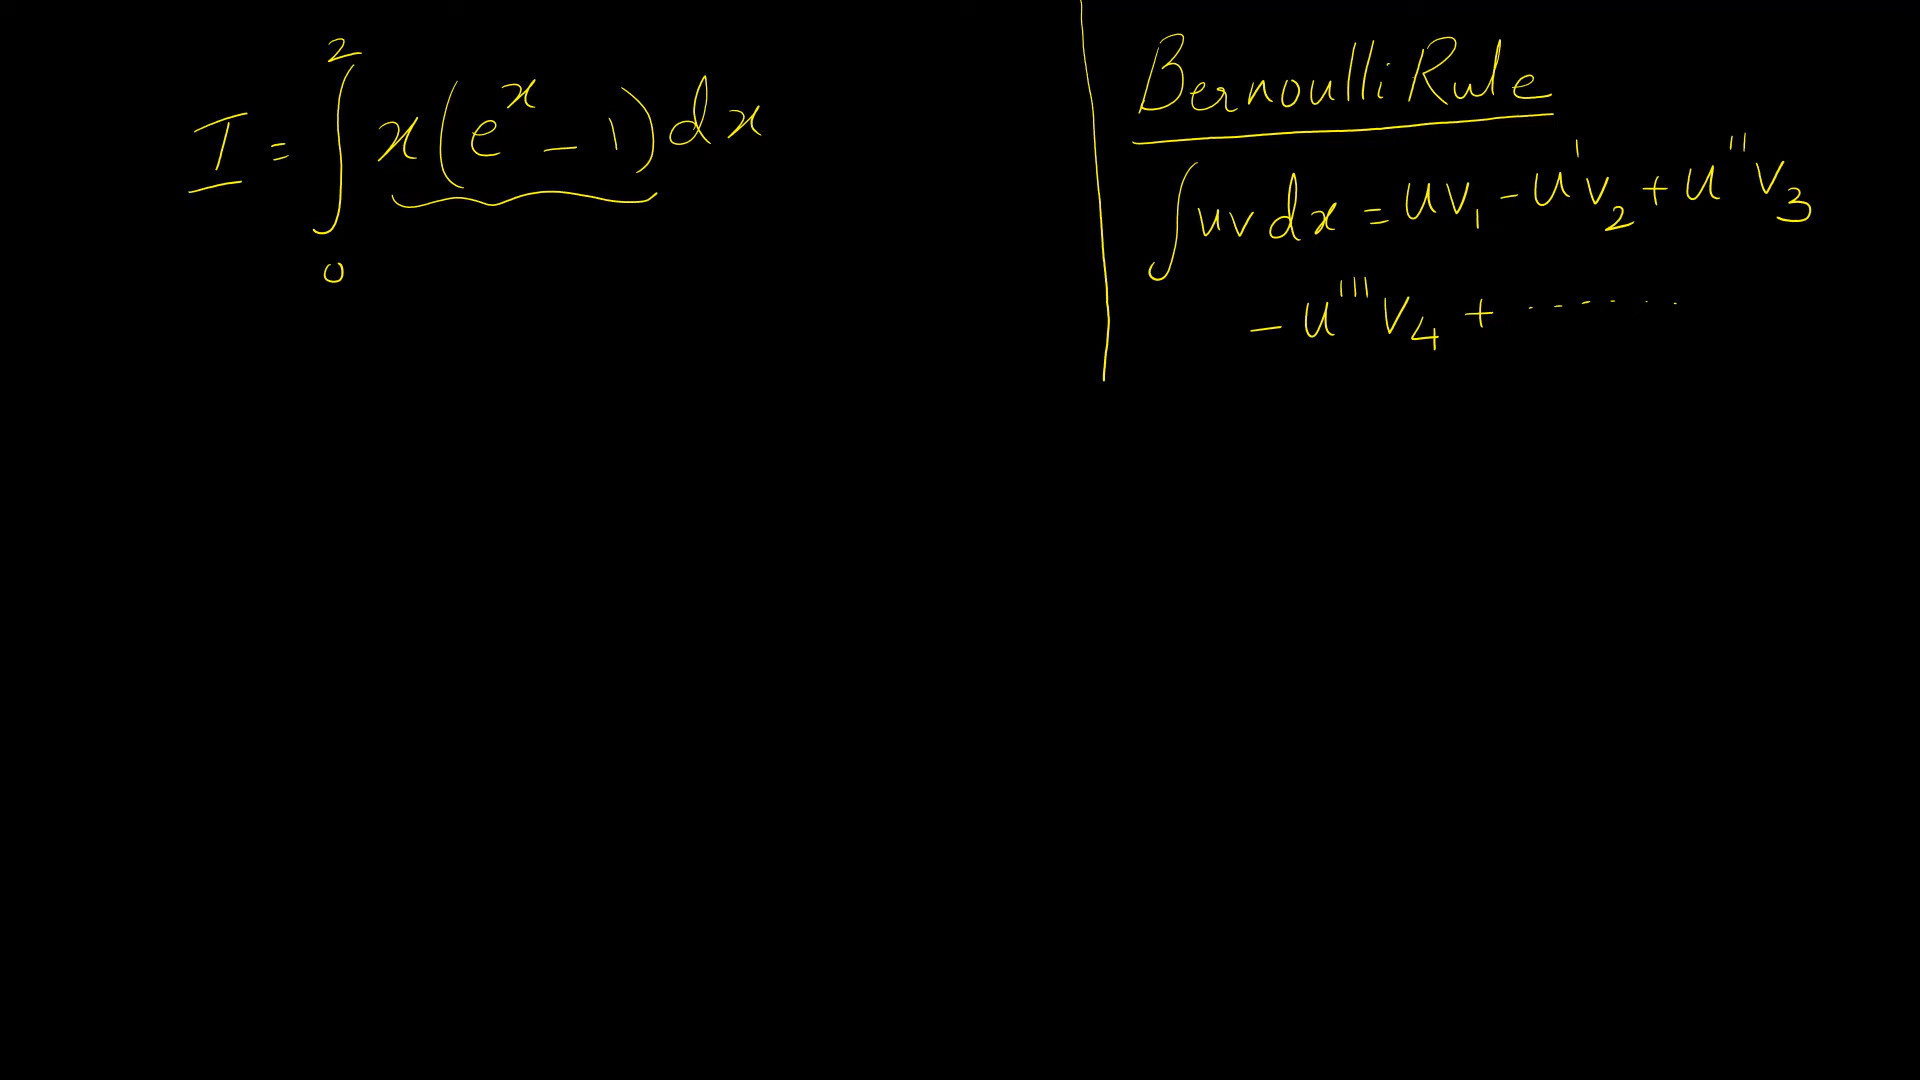 I = ∫₀² x(eˣ - 1) dx
Bernoulli Rule
∫ uv dx = uv₁ - u'v₂ + u''v₃
- u'''v₄ + .......